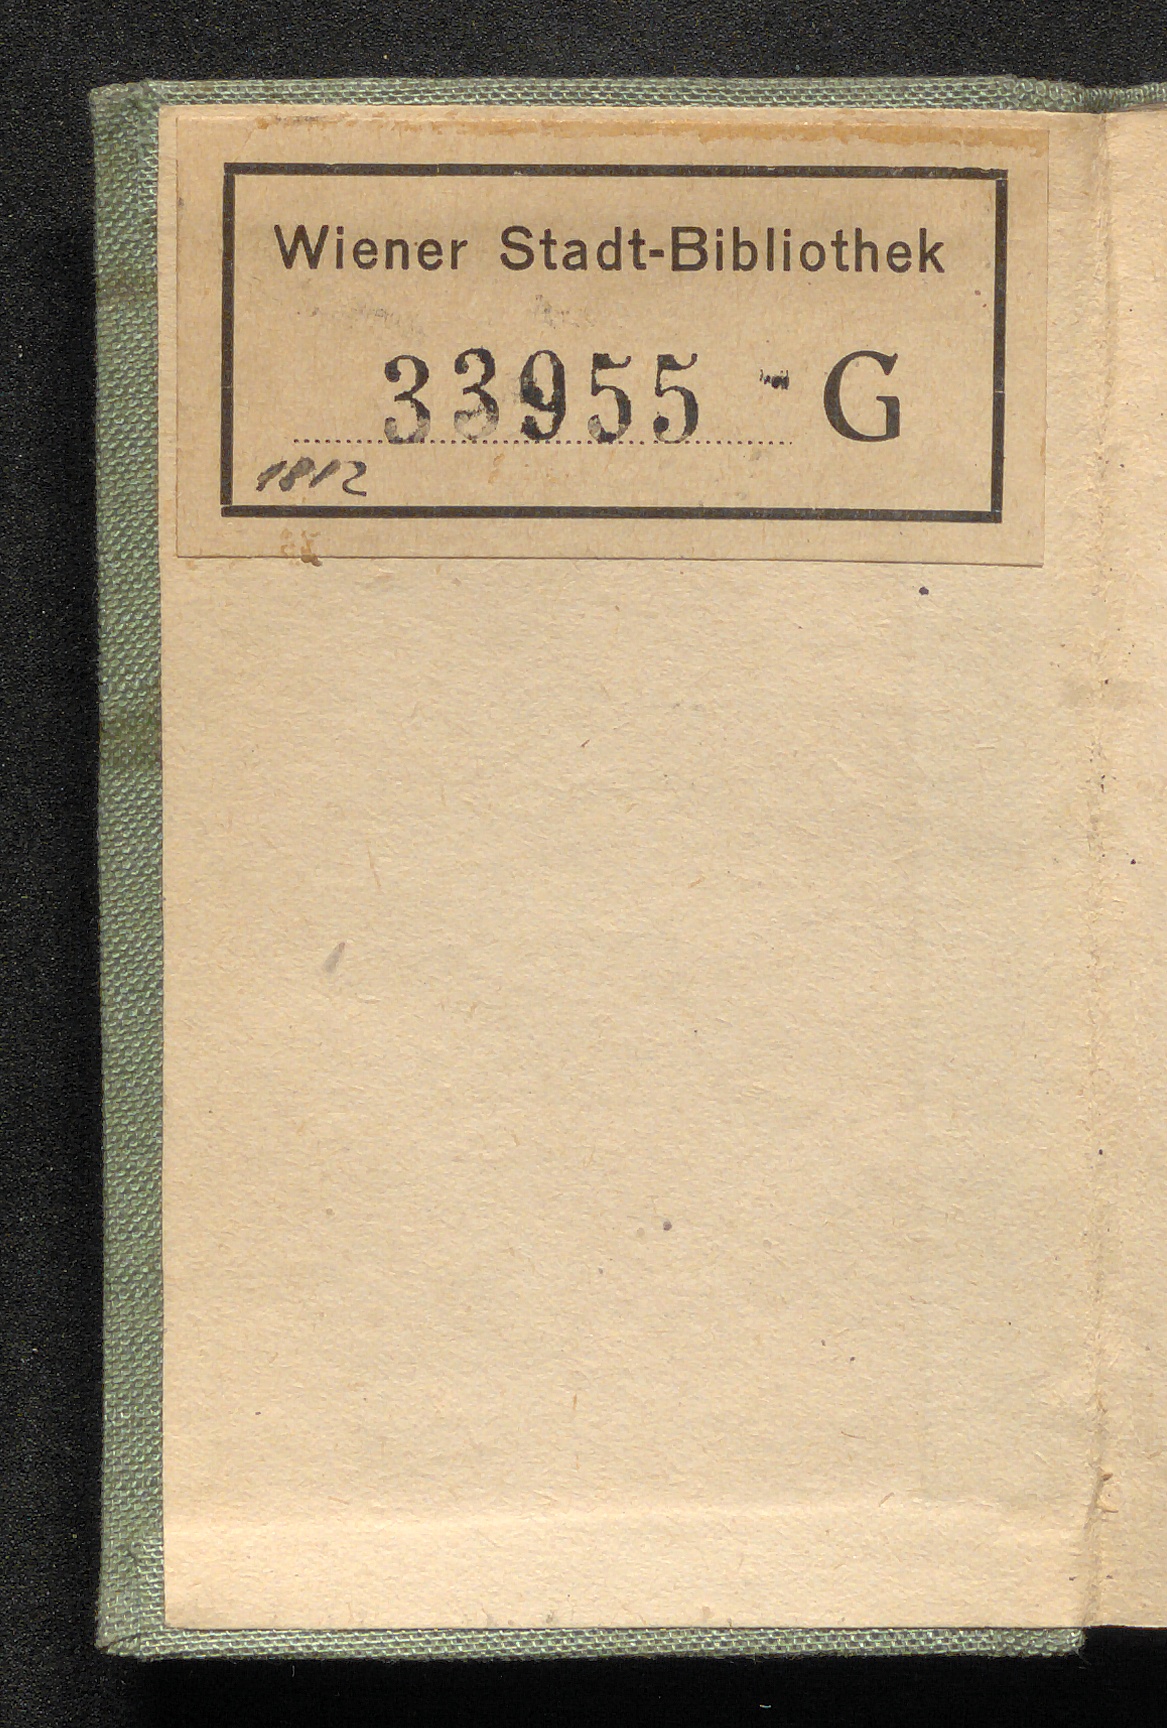 Wiener Stadt-Bibliothek
33955 - G
1812